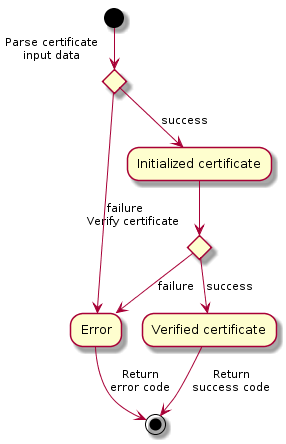 Parse certificate
input data
success
Initialized certificate
failure
Verify certificate
failure
success
Error
Verified certificate
Return
error code
Return
success code